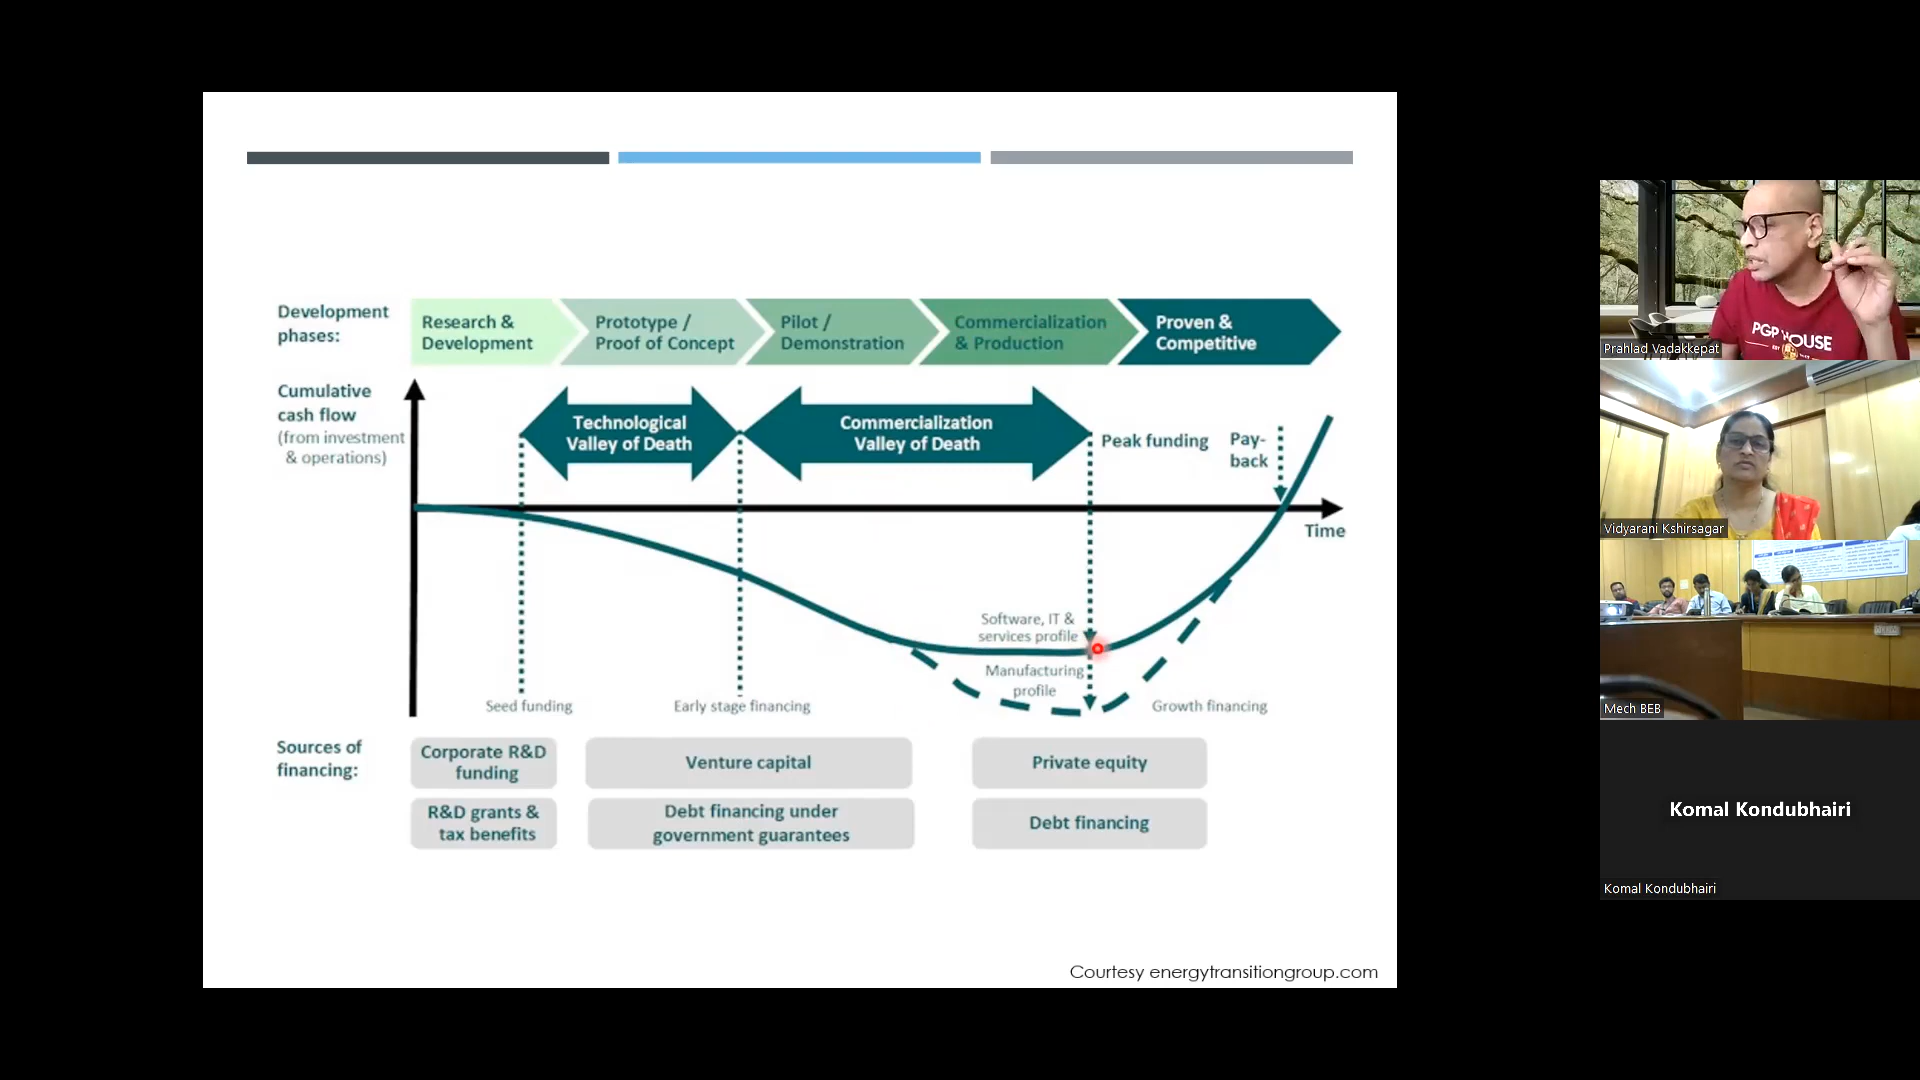 Development
phases:
Research &
Development
Prototype /
Proof of Concept
Pilot /
Demonstration
Commercialization
& Production
Proven &
Competitive
Cumulative
cash flow
(from investment
& operations)
Technological
Valley of Death
Commercialization
Valley of Death
Peak funding
Pay-
back
Time
Software, IT &
services profile
Manufacturing
profile
Seed funding
Early stage financing
Growth financing
Sources of
financing:
Corporate R&D
funding
Venture capital
Private equity
R&D grants &
tax benefits
Debt financing under
government guarantees
Debt financing
Courtesy energytransitiongroup.com
PGP HOUSE
Prahlad Vadakkepat
Vidyarani Kshirsagar
Mech BEB
Komal Kondubhairi
Komal Kondubhairi